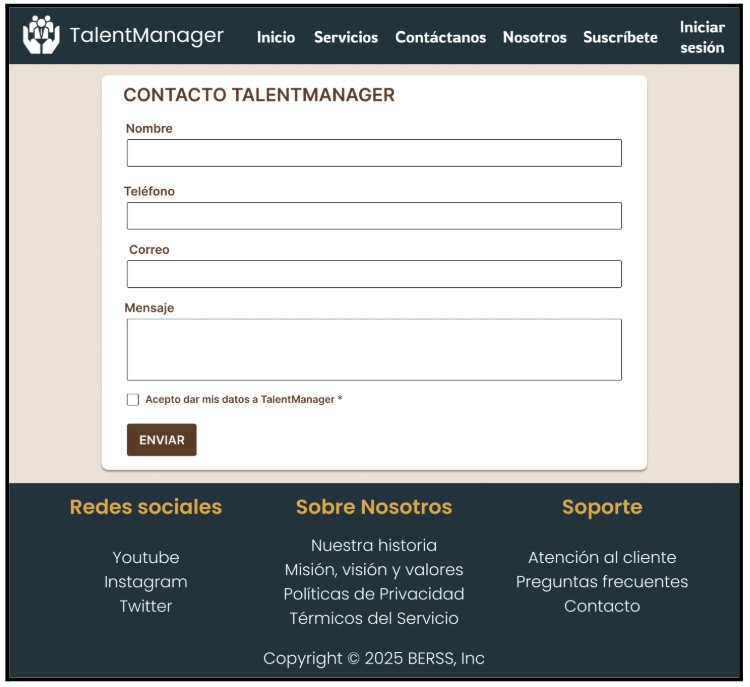 TalentManager
Inicio Servicios Contáctanos Nosotros Suscríbete Iniciar sesión
CONTACTO TALENTMANAGER
Nombre
Teléfono
Correo
Mensaje
Acepto dar mis datos a TalentManager *
ENVIAR
Redes sociales
Youtube
Instagram
Twitter
Sobre Nosotros
Nuestra historia
Misión, visión y valores
Políticas de Privacidad
Térmicos del Servicio
Soporte
Atención al cliente
Preguntas frecuentes
Contacto
Copyright © 2025 BERSS, Inc